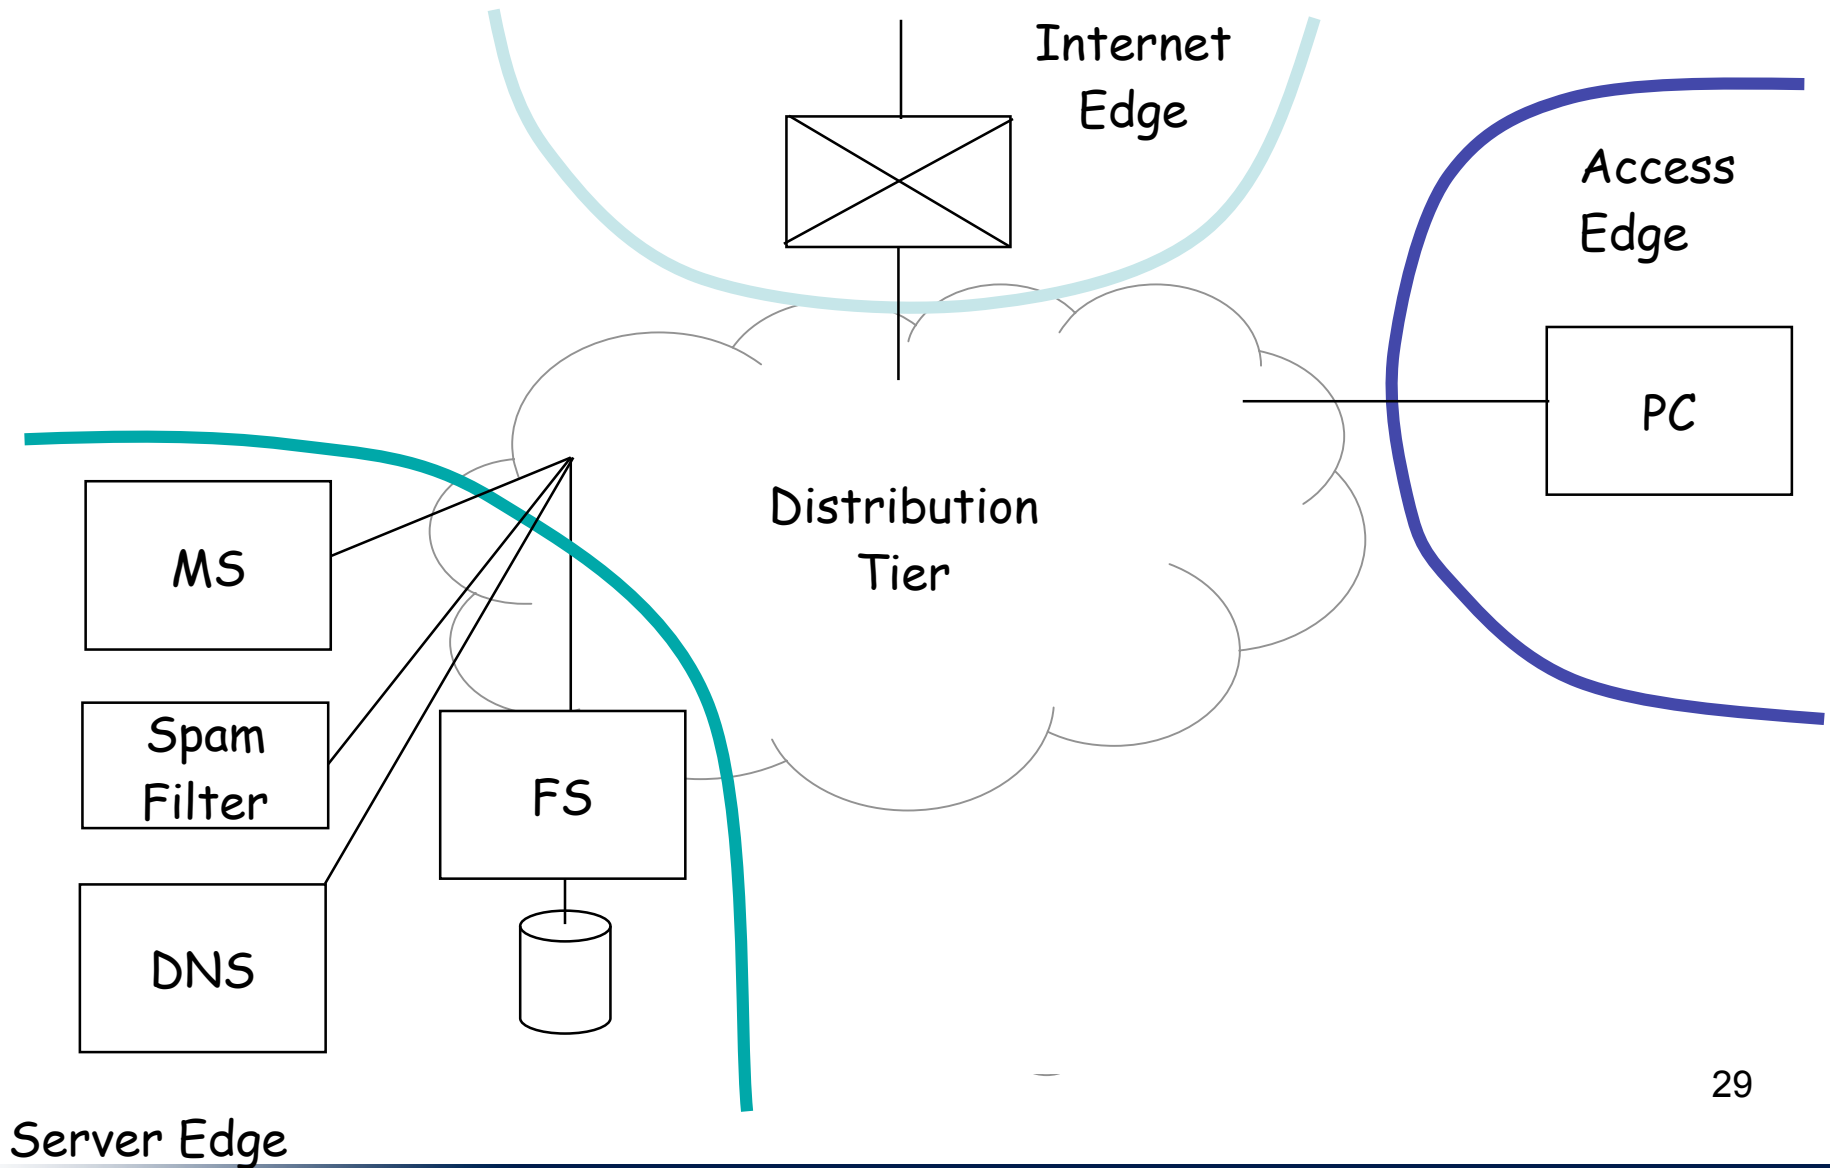 Internet
Edge
Access
Edge
PC
Distribution
Tier
MS
Spam
Filter
FS
DNS
29
Server Edge